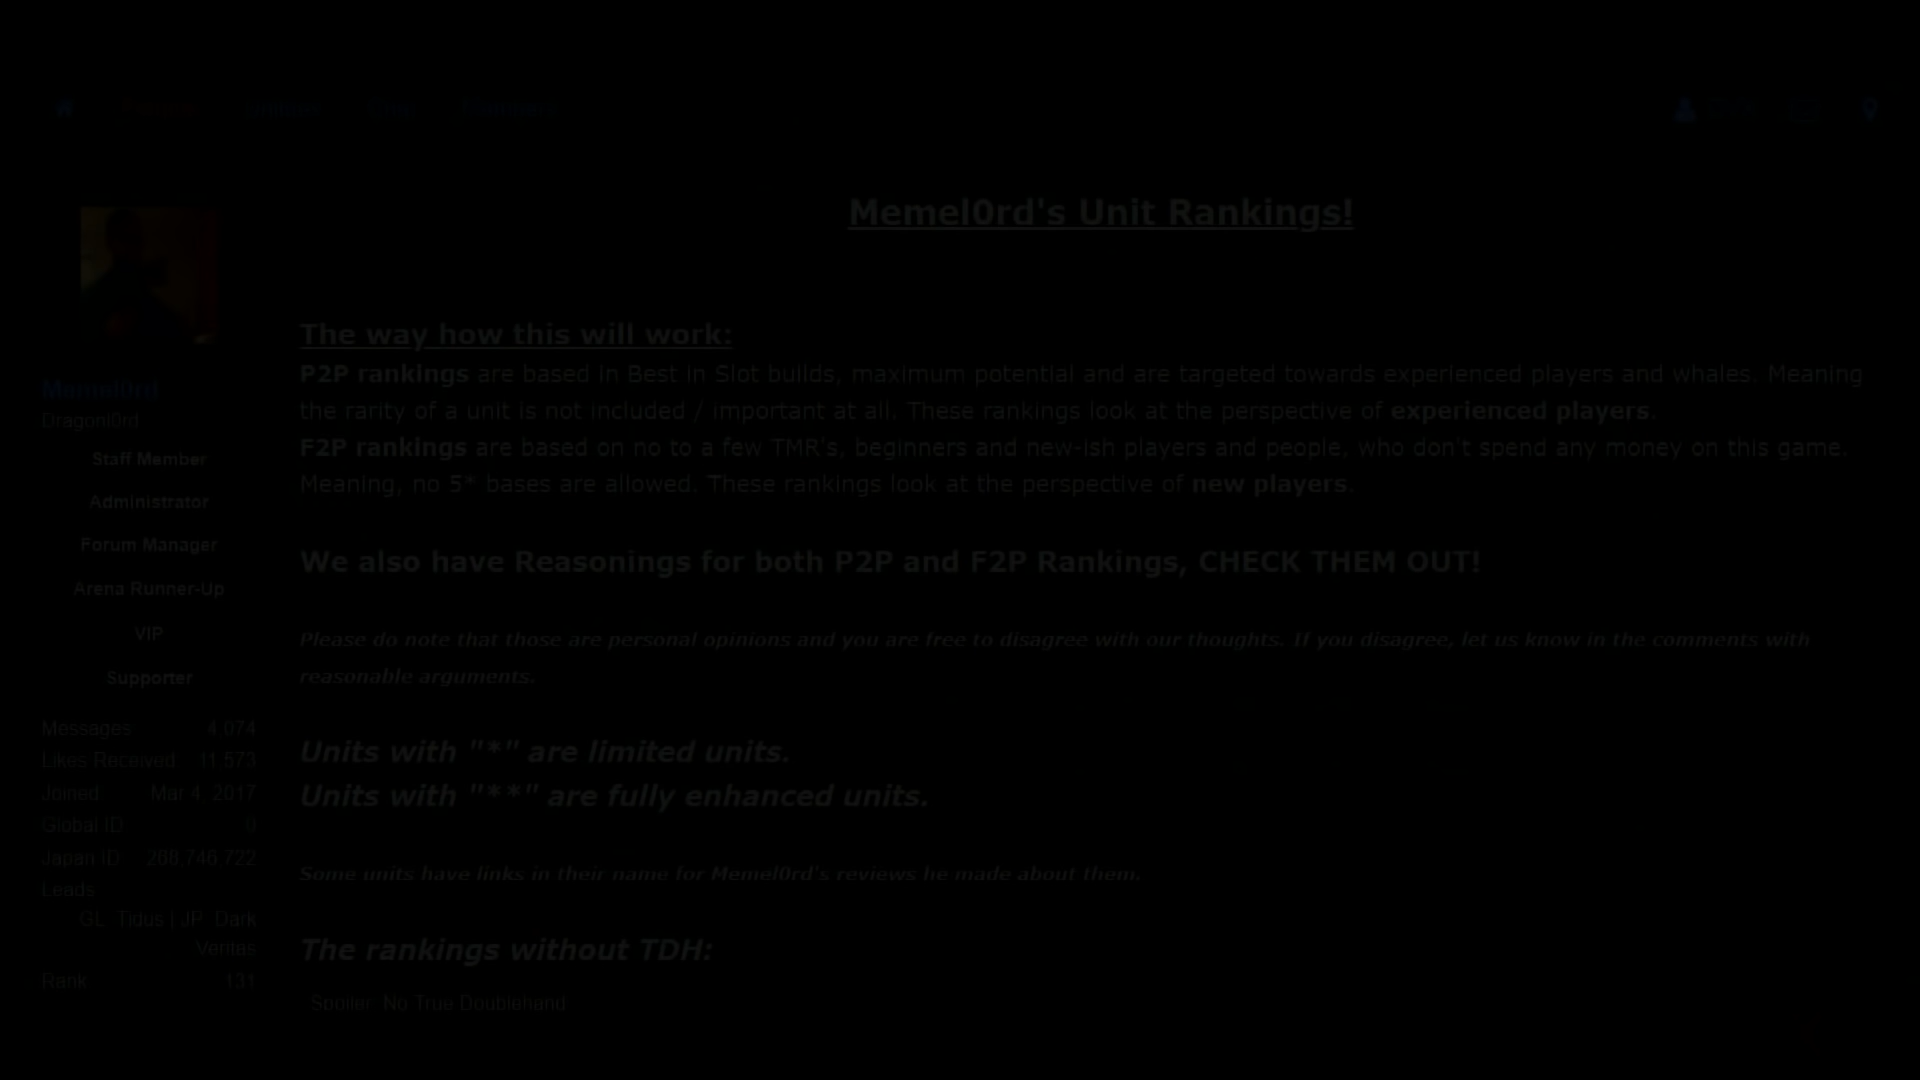 Memel0rd's Unit Rankings!
Memel0rd
Dragonl0rd
Staff Member
Administrator
Forum Manager
Arena Runner-Up
VIP
Supporter
Messages 4,074
Likes Received 11,573
Joined Mar 4, 2017
Global ID 0
Japan ID 268,746,722
Leads
GL: Tidus | JP: Dark
Veritas
Rank 131
The way how this will work:
P2P rankings are based in Best in Slot builds, maximum potential and are targeted towards experienced players and whales. Meaning
the rarity of a unit is not included / important at all. These rankings look at the perspective of experienced players.
F2P rankings are based on no to a few TMR's, beginners and new-ish players and people, who don't spend any money on this game.
Meaning, no 5* bases are allowed. These rankings look at the perspective of new players.
We also have Reasonings for both P2P and F2P Rankings, CHECK THEM OUT!
Please do note that those are personal opinions and you are free to disagree with our thoughts. If you disagree, let us know in the comments with
reasonable arguments.
Units with "*" are limited units.
Units with "**" are fully enhanced units.
Some units have links in their name for Memel0rd's reviews he made about them.
The rankings without TDH:
Spoiler: No True Doublehand